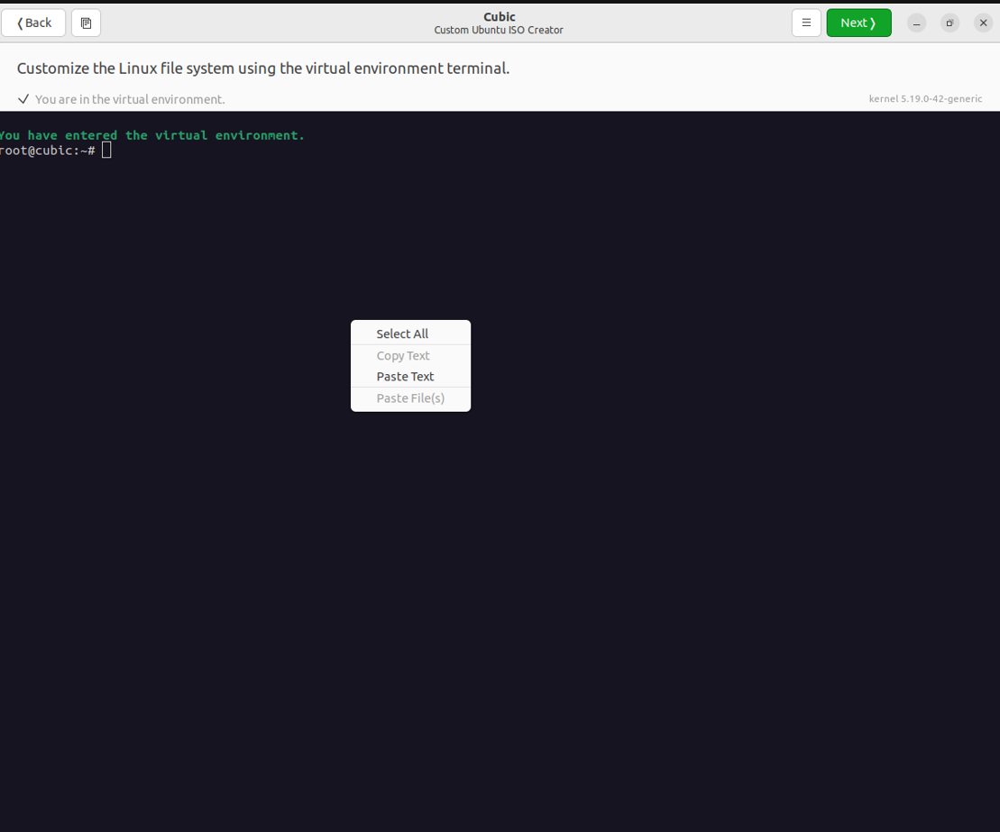 ❬Back
Cubic
Custom Ubuntu ISO Creator
Next❭
Customize the Linux file system using the virtual environment terminal.
✓ You are in the virtual environment.
kernel 5.19.0-42-generic
You have entered the virtual environment.
root@cubic:~#
Select All
Copy Text
Paste Text
Paste File(s)